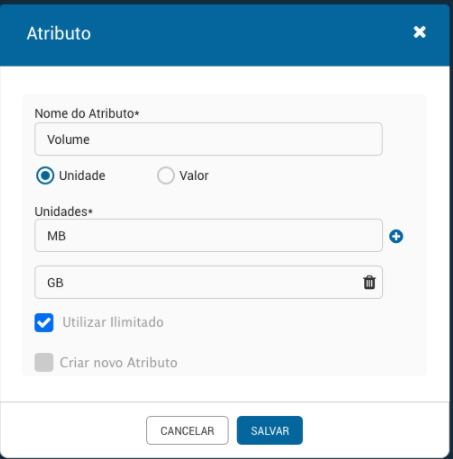 Atributo
Nome do Atributo*
Volume
Unidade Valor
Unidades*
MB
GB
Utilizar Ilimitado
Criar novo Atributo
CANCELAR SALVAR